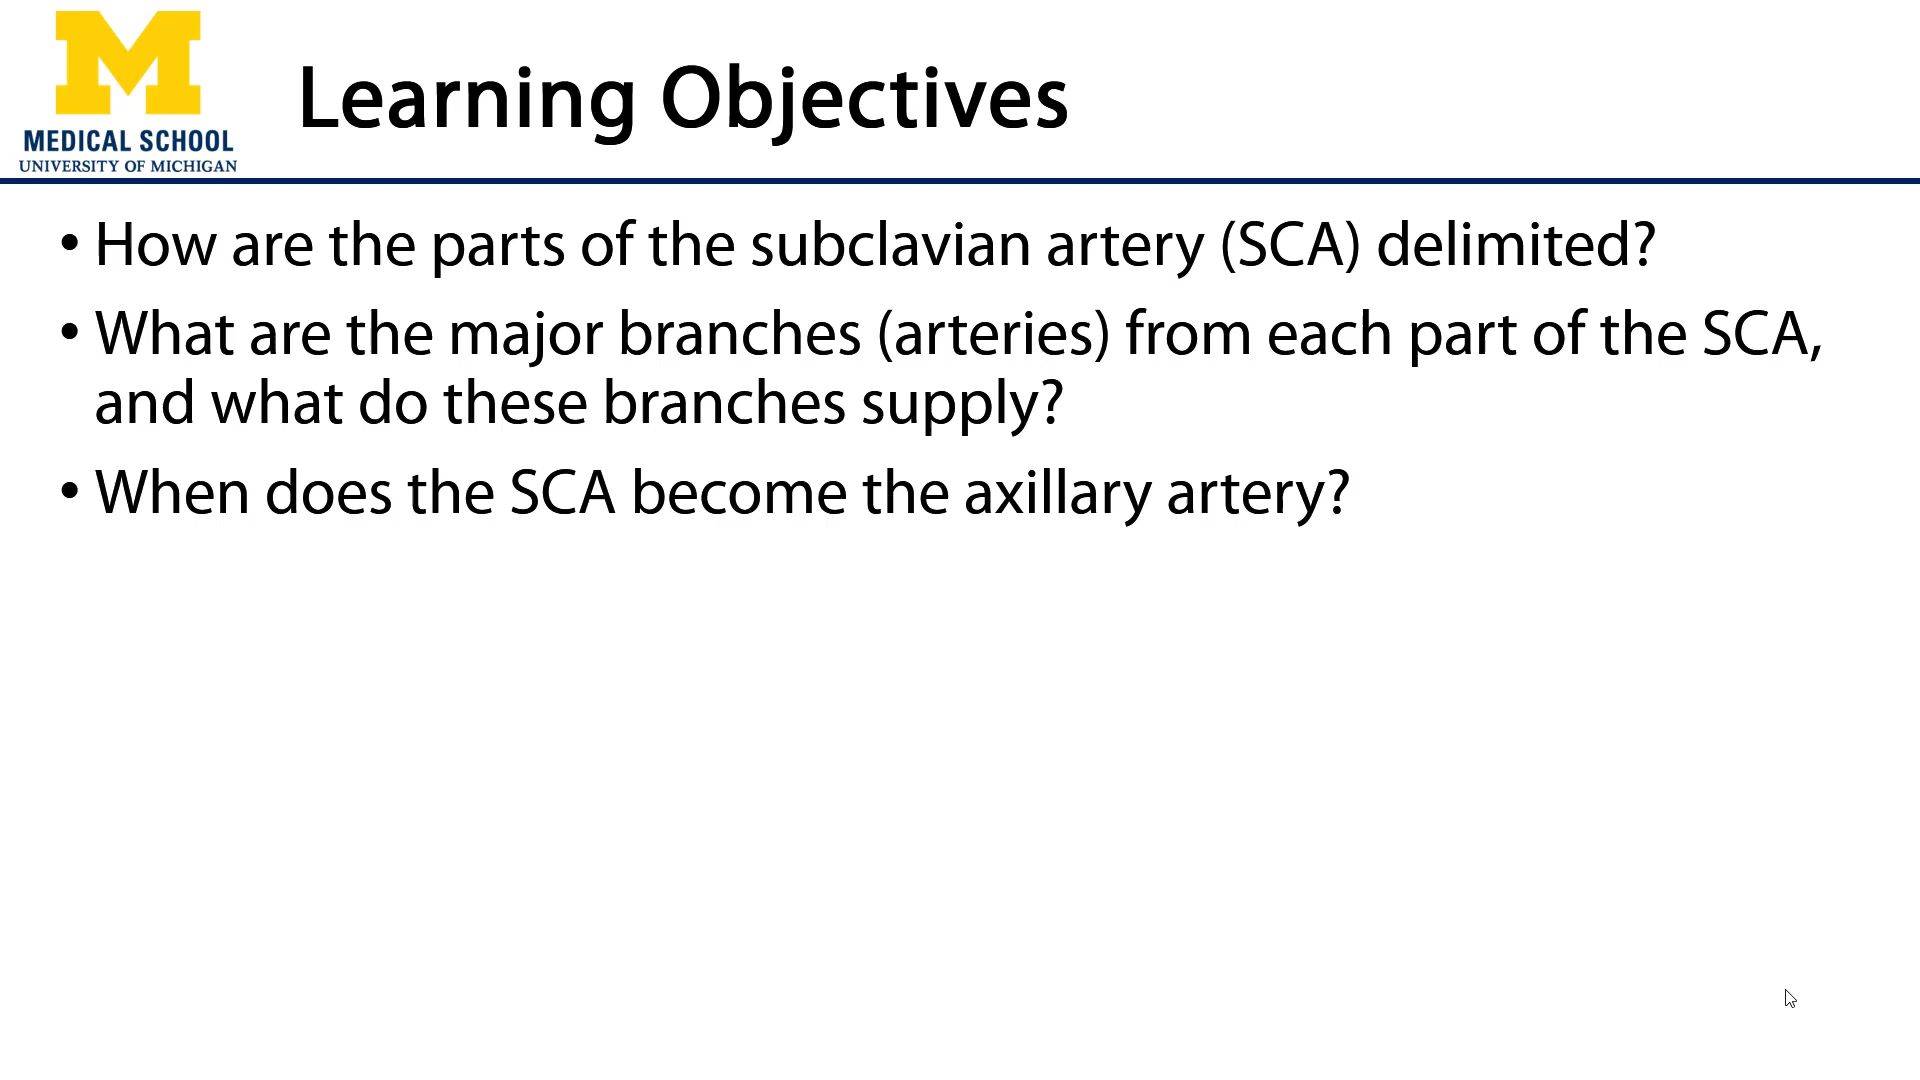 M
MEDICAL SCHOOL
UNIVERSITY OF MICHIGAN
Learning Objectives
• How are the parts of the subclavian artery (SCA) delimited?
• What are the major branches (arteries) from each part of the SCA,
and what do these branches supply?
• When does the SCA become the axillary artery?